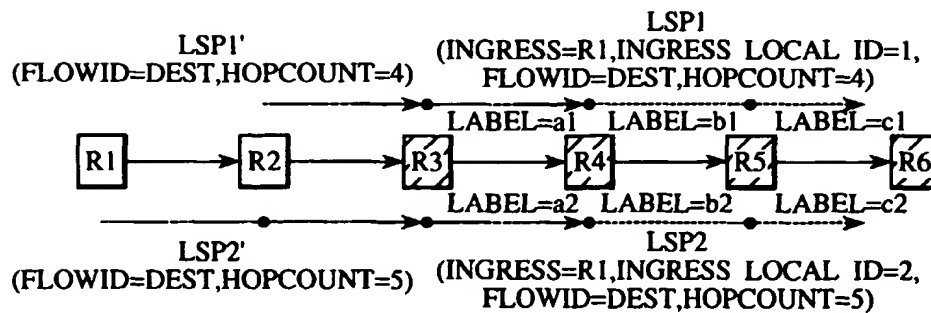 LSP1'
(FLOWID=DEST,HOPCOUNT=4)
LSP1
(INGRESS=R1,INGRESS LOCAL ID=1,
FLOWID=DEST,HOPCOUNT=4)
LABEL=a1 LABEL=b1 LABEL=c1
R1 R2 R3 R4 R5 R6
LABEL=a2 LABEL=b2 LABEL=c2
LSP2'
(FLOWID=DEST,HOPCOUNT=5)
LSP2
(INGRESS=R1,INGRESS LOCAL ID=2,
FLOWID=DEST,HOPCOUNT=5)